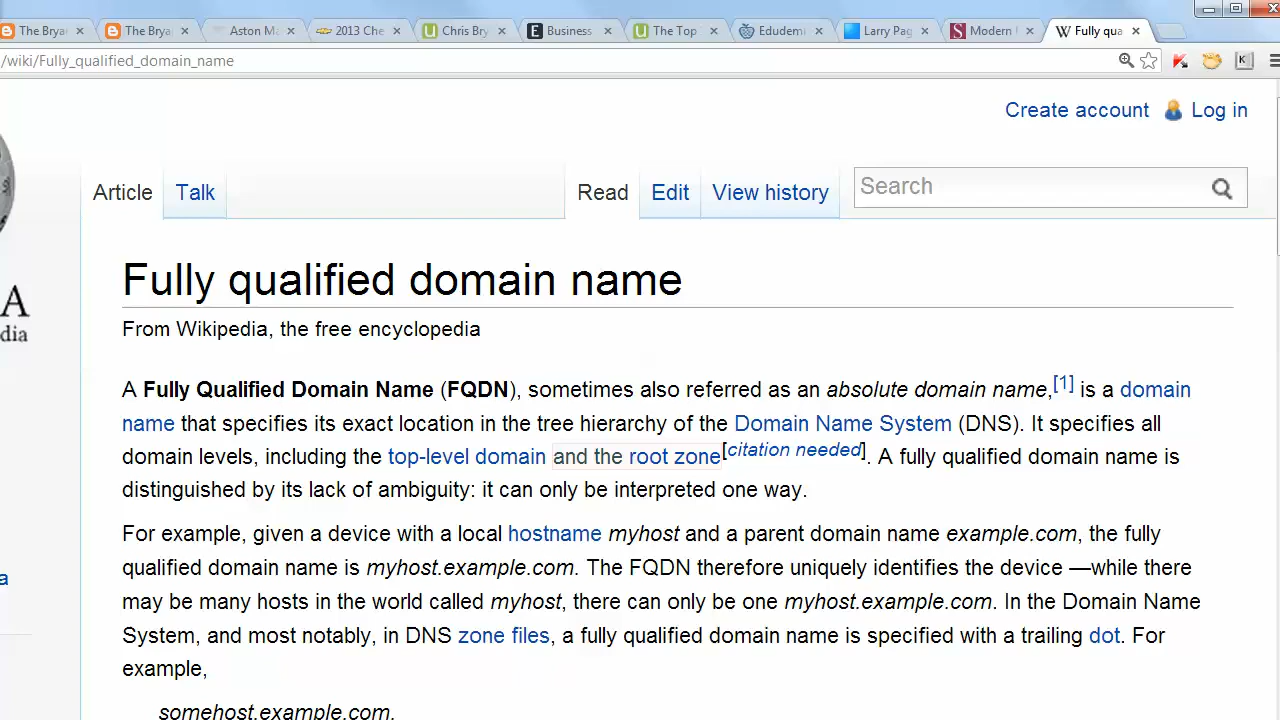 The Brya
The Brya
Aston M
2013 Che
Chris Bry
Business
The Top
Edudem
Larry Pag
Modern
Fully qua
/wiki/Fully_qualified_domain_name
Create account Log in
Article Talk Read Edit View history Search
A
dia
Fully qualified domain name
From Wikipedia, the free encyclopedia
A Fully Qualified Domain Name (FQDN), sometimes also referred as an absolute domain name,[1] is a domain
name that specifies its exact location in the tree hierarchy of the Domain Name System (DNS). It specifies all
domain levels, including the top-level domain and the root zone[citation needed]. A fully qualified domain name is
distinguished by its lack of ambiguity: it can only be interpreted one way.
For example, given a device with a local hostname myhost and a parent domain name example.com, the fully
qualified domain name is myhost.example.com. The FQDN therefore uniquely identifies the device —while there
a
may be many hosts in the world called myhost, there can only be one myhost.example.com. In the Domain Name
System, and most notably, in DNS zone files, a fully qualified domain name is specified with a trailing dot. For
example,
somehost.example.com.